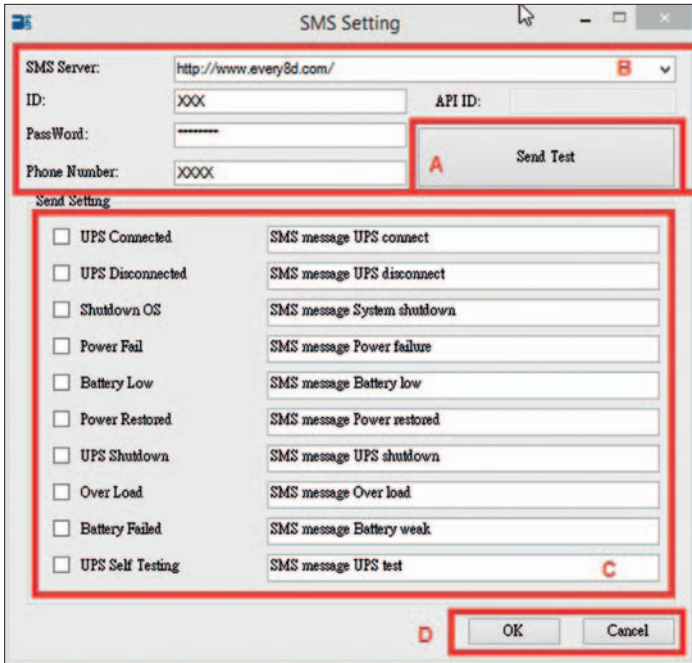 SMS Setting
SMS Server: http://www.every8d.com/ B
ID: XXX API ID:
PassWord: --------
Phone Number: XXXX A Send Test
Send Setting
UPS Connected SMS message UPS connect
UPS Disconnected SMS message UPS disconnect
Shutdown OS SMS message System shutdown
Power Fail SMS message Power failure
Battery Low SMS message Battery low
Power Restored SMS message Power restored
UPS Shutdown SMS message UPS shutdown
Over Load SMS message Over load
Battery Failed SMS message Battery weak
UPS Self Testing SMS message UPS test C
D OK Cancel